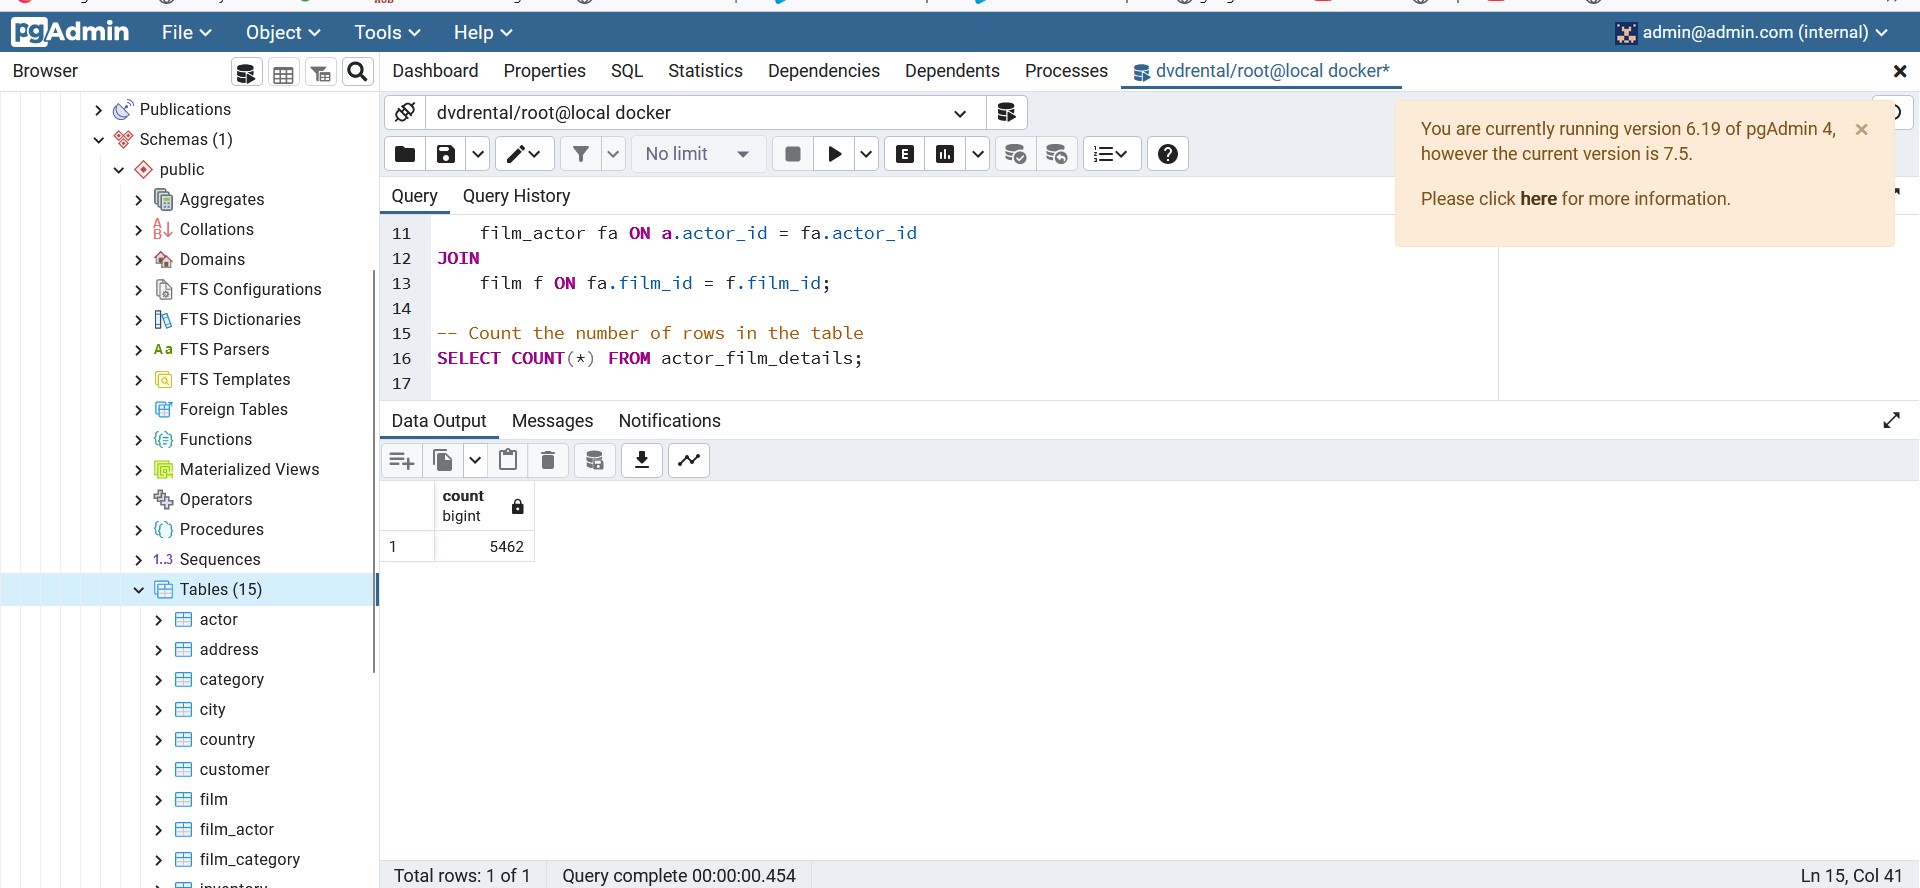 pgAdmin
File
Object
Tools
Help
admin@admin.com (internal)
Browser
Dashboard
Properties
SQL
Statistics
Dependencies
Dependents
Processes
dvdrental/root@local docker*
Publications
Schemas (1)
public
Aggregates
Collations
Domains
FTS Configurations
FTS Dictionaries
Aa FTS Parsers
FTS Templates
Foreign Tables
Functions
Materialized Views
Operators
Procedures
1..3 Sequences
Tables (15)
actor
address
category
city
country
customer
film
film_actor
film_category
inventory
dvdrental/root@local docker
You are currently running version 6.19 of pgAdmin 4,
however the current version is 7.5.
Please click here for more information.
No limit
E
Query
Query History
11 film_actor fa ON a.actor_id = fa.actor_id
12 JOIN
13 film f ON fa.film_id = f.film_id;
14
15 -- Count the number of rows in the table
16 SELECT COUNT(*) FROM actor_film_details;
17
Data Output
Messages
Notifications
count
bigint
1 5462
Total rows: 1 of 1
Query complete 00:00:00.454
Ln 15, Col 41